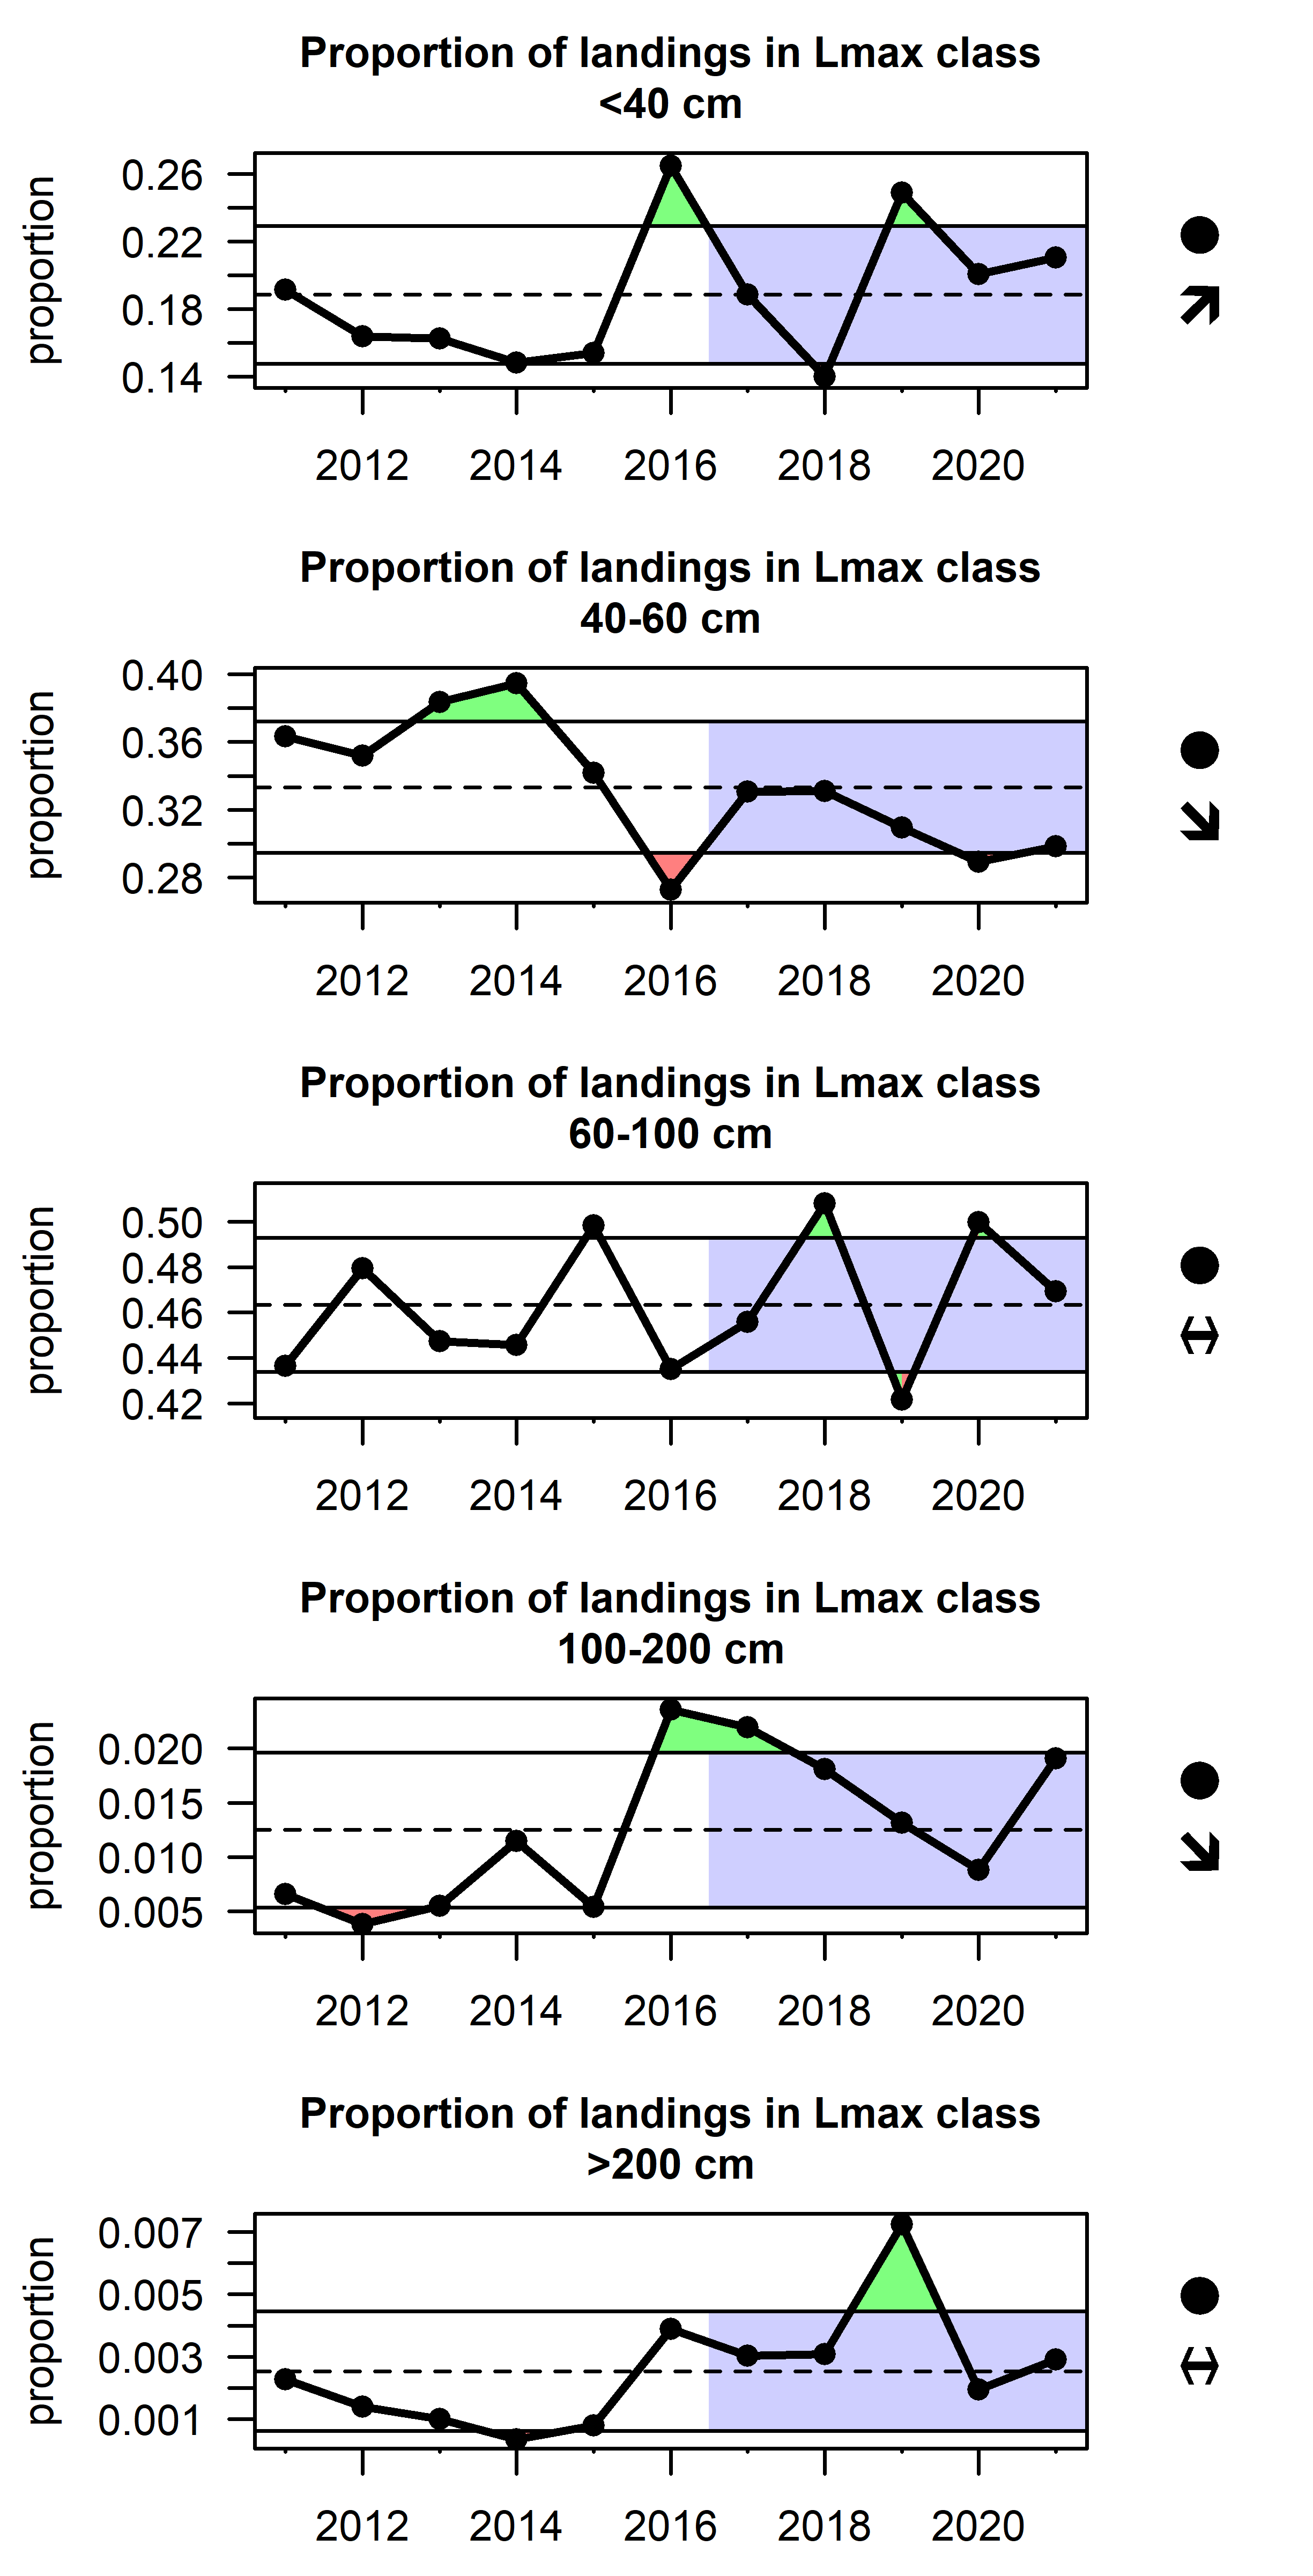 Proportion of landings in Lmax class
<40 cm
proportion
0.26
0.22
0.18
0.14
2012 2014 2016 2018 2020
Proportion of landings in Lmax class
40-60 cm
proportion
0.40
0.36
0.32
0.28
2012 2014 2016 2018 2020
Proportion of landings in Lmax class
60-100 cm
proportion
0.50
0.48
0.46
0.44
0.42
2012 2014 2016 2018 2020
Proportion of landings in Lmax class
100-200 cm
proportion
0.020
0.015
0.010
0.005
2012 2014 2016 2018 2020
Proportion of landings in Lmax class
>200 cm
proportion
0.007
0.005
0.003
0.001
2012 2014 2016 2018 2020